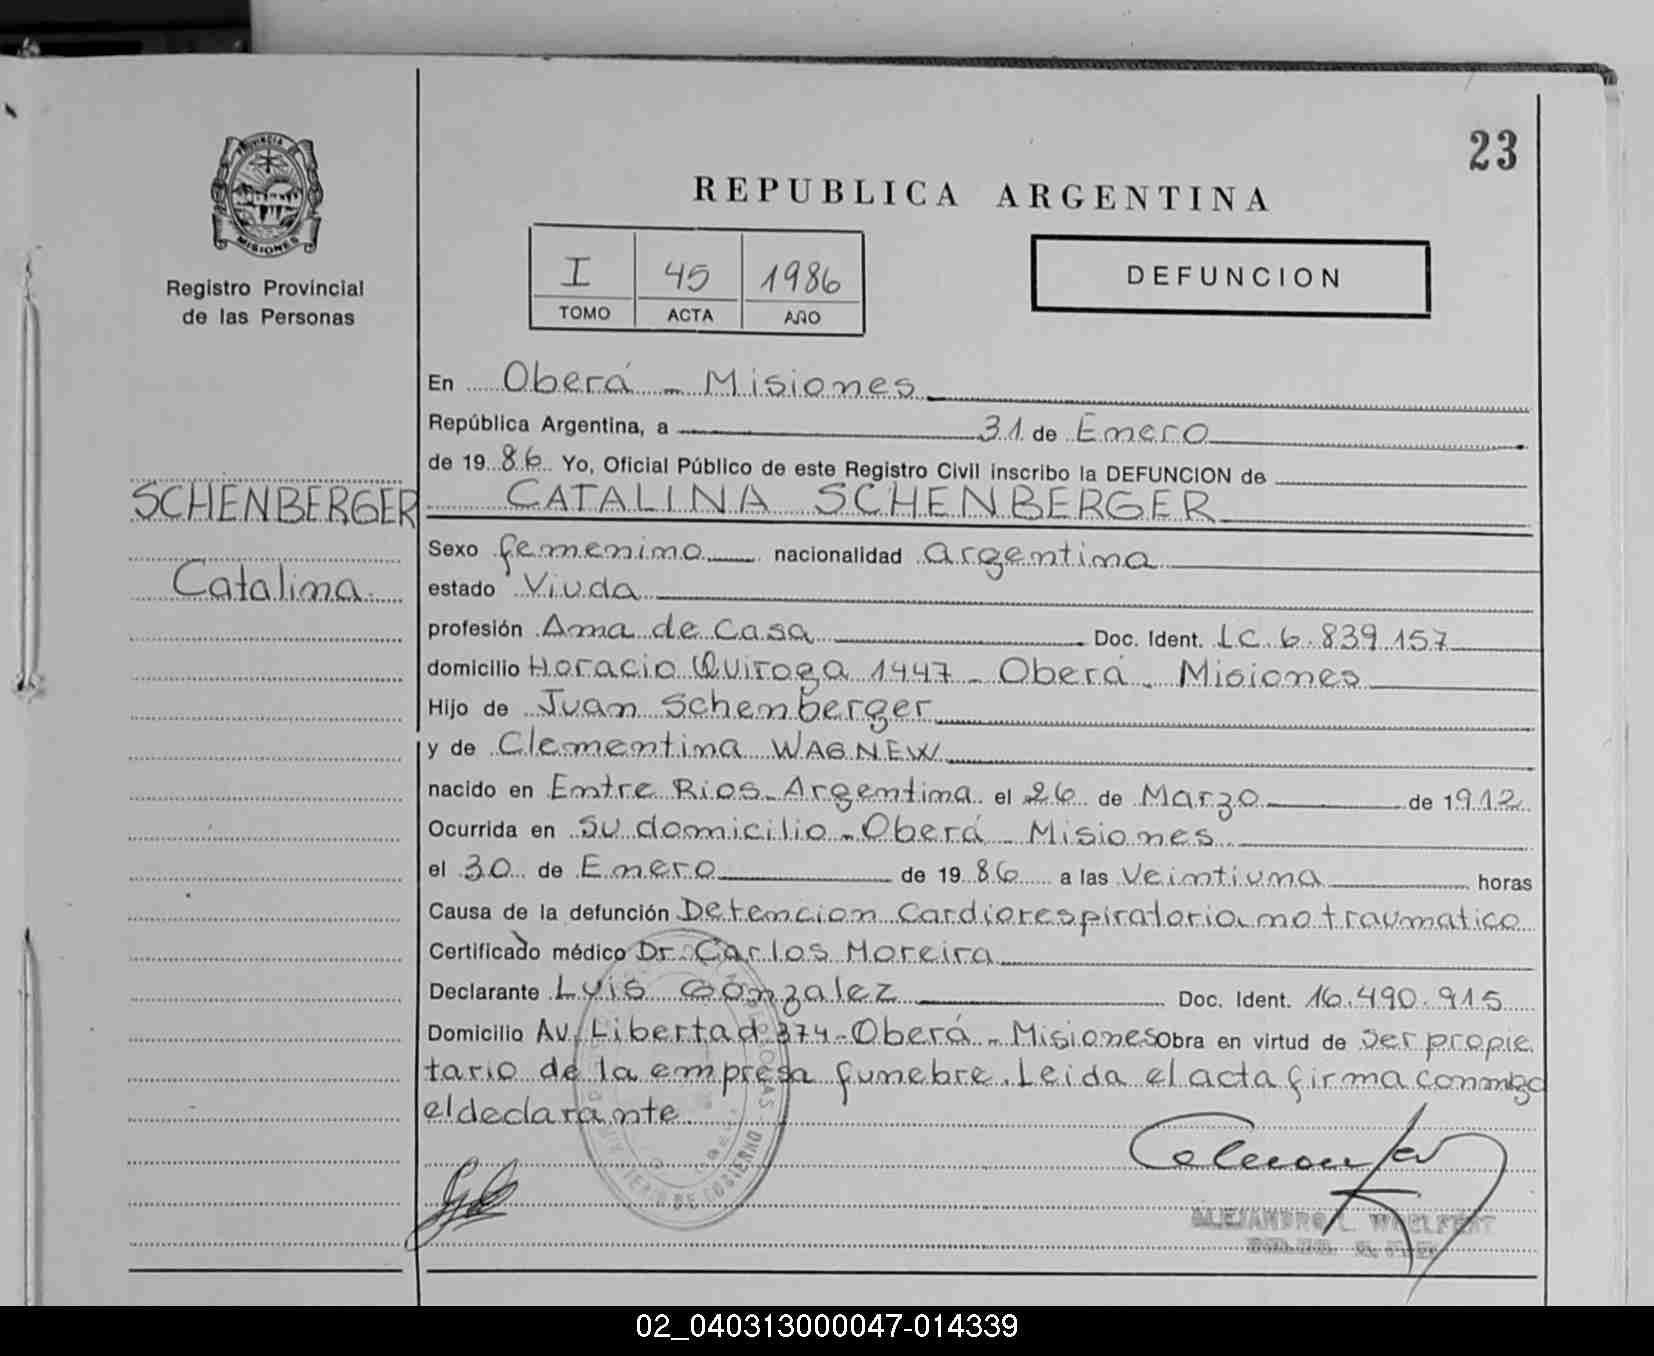 23
PROVINCIA
MISIONES
Registro Provincial
de las Personas
REPUBLICA ARGENTINA
I 45 1986
TOMO ACTA AÑO
DEFUNCION
En Oberá - Misiones
República Argentina, a 31 de Enero
de 1986 Yo, Oficial Público de este Registro Civil inscribo la DEFUNCION de
SCHENBERGER
CATALINA SCHENBERGER
Sexo femenino nacionalidad argentina
Catalina
estado Viuda
profesión Ama de casa Doc. Ident. LC. 6.839.157
domicilio Horacio Quiroga 1447 - Oberá - Misiones
Hijo de Juan Schenberger
y de Clementina WAGNEW
nacido en Entre Rios - Argentina el 26 de Marzo de 1912
Ocurrida en su domicilio - Oberá - Misiones
el 30 de Enero de 1986 a las veintiuna horas
Causa de la defunción Detencion cardiorespiratorio no traumatico
Certificado médico Dr. Carlos Moreira
Declarante Luis Gonzalez Doc. Ident. 16.490.915
Domicilio Av. Libertad 374 - Oberá - Misiones Obra en virtud de ser propie
tario de la empresa funebre. Leida el acta firma conmigo
el declarante
DE GOBIERNO
ALEJANDRO L. WOELFERT
02_040313000047-014339